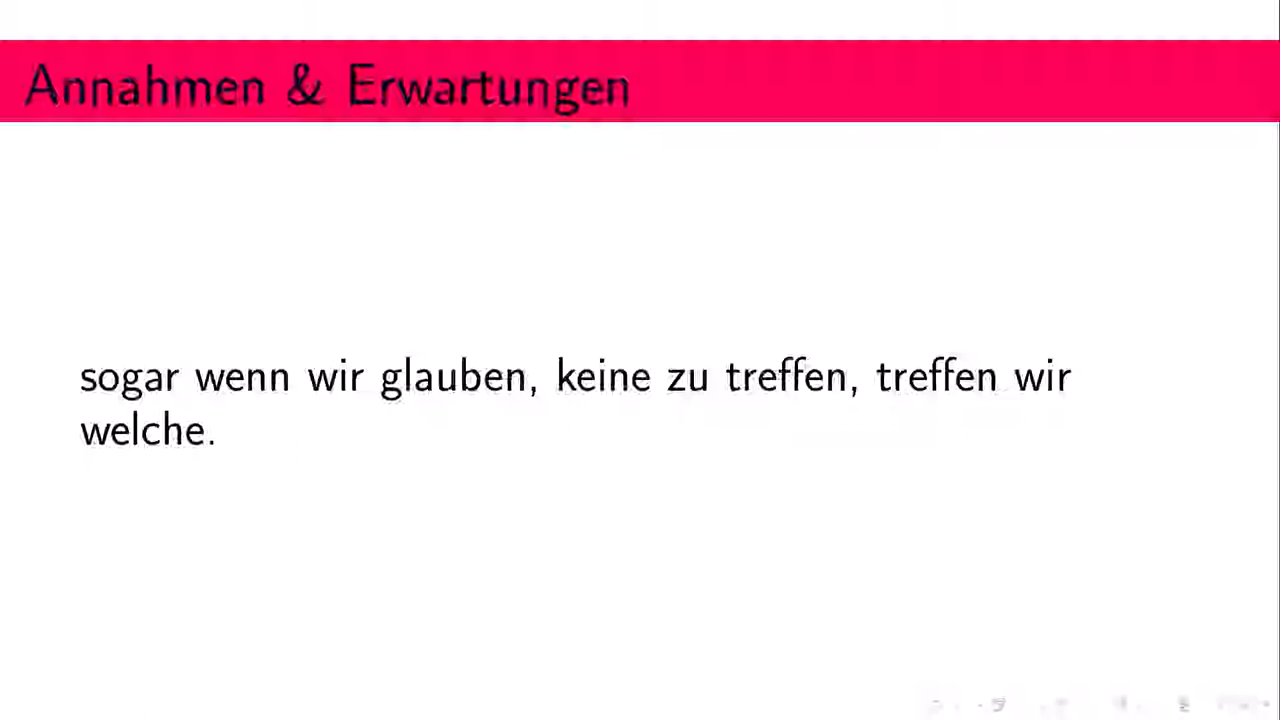 Annahmen & Erwartungen
sogar wenn wir glauben, keine zu treffen, treffen wir
welche.